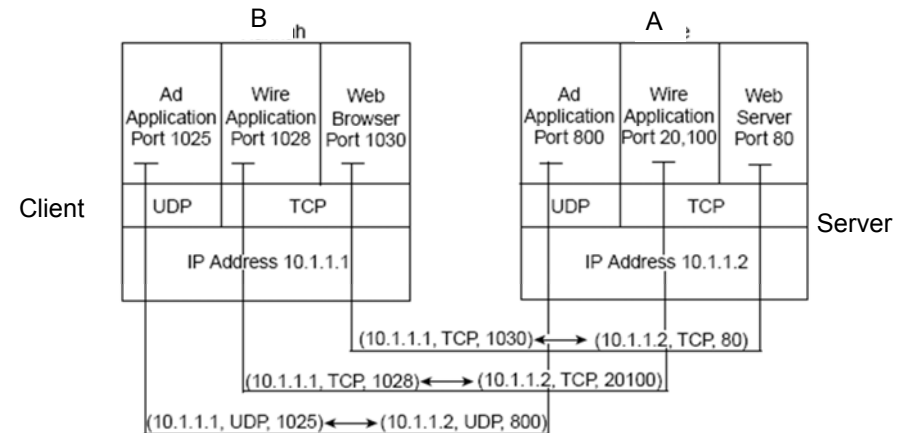 B
A
Ad
Application
Port 1025
Wire
Application
Port 1028
Web
Browser
Port 1030
Ad
Application
Port 800
Wire
Application
Port 20,100
Web
Server
Port 80
Client
UDP
TCP
UDP
TCP
Server
IP Address 10.1.1.1
IP Address 10.1.1.2
(10.1.1.1, TCP, 1030) (10.1.1.2, TCP, 80)
(10.1.1.1, TCP, 1028) (10.1.1.2, TCP, 20100)
(10.1.1.1, UDP, 1025) (10.1.1.2, UDP, 800)